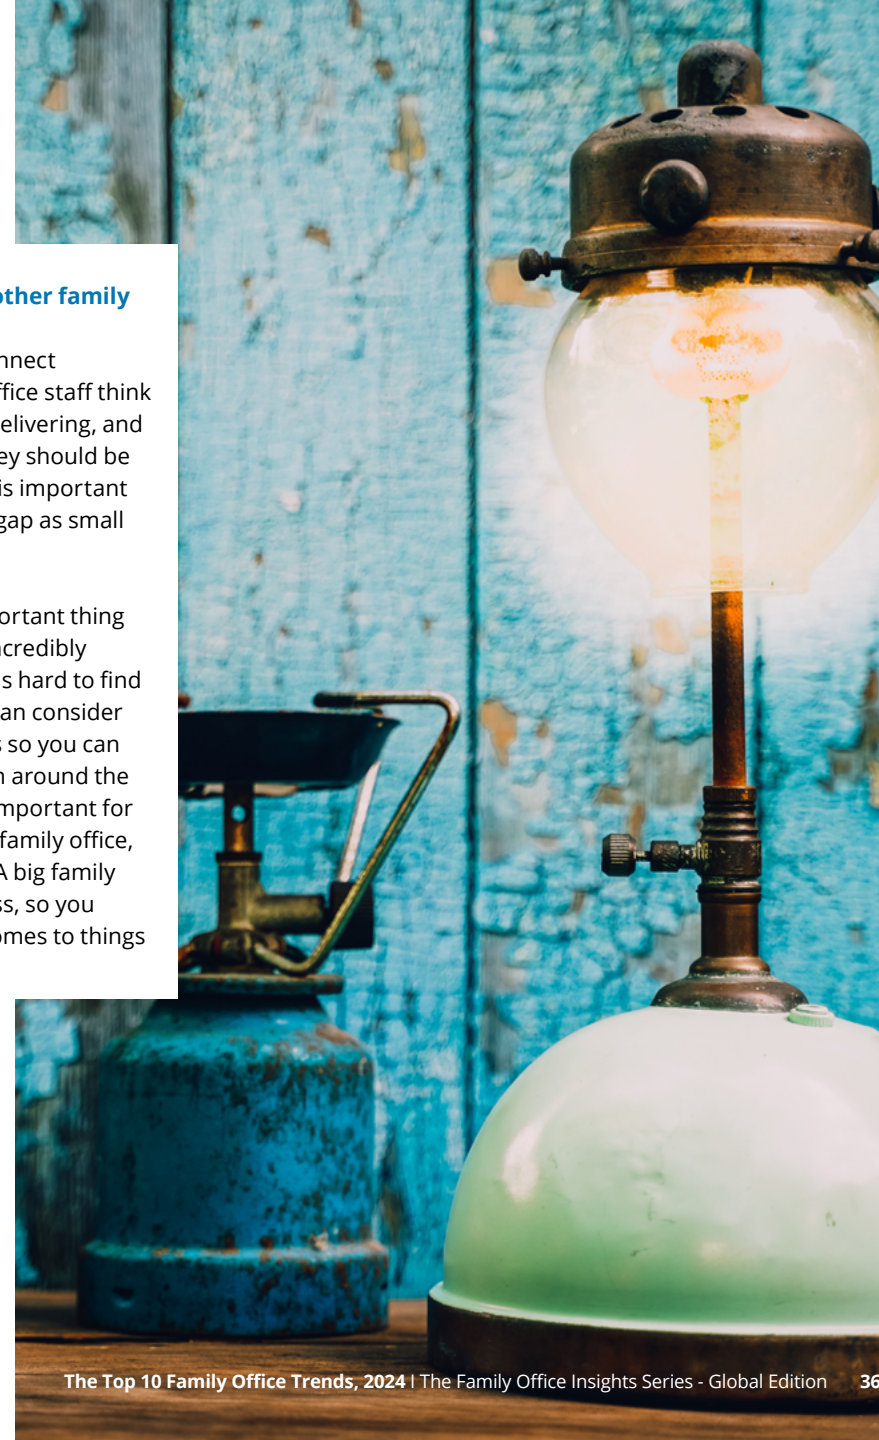 other family
nnect
ffice staff think
elivering, and
ey should be
is important
gap as small
ortant thing
ncredibly
s hard to find
an consider
s so you can
n around the
mportant for
family office,
A big family
ss, so you
omes to things
The Top 10 Family Office Trends, 2024 | The Family Office Insights Series - Global Edition 36